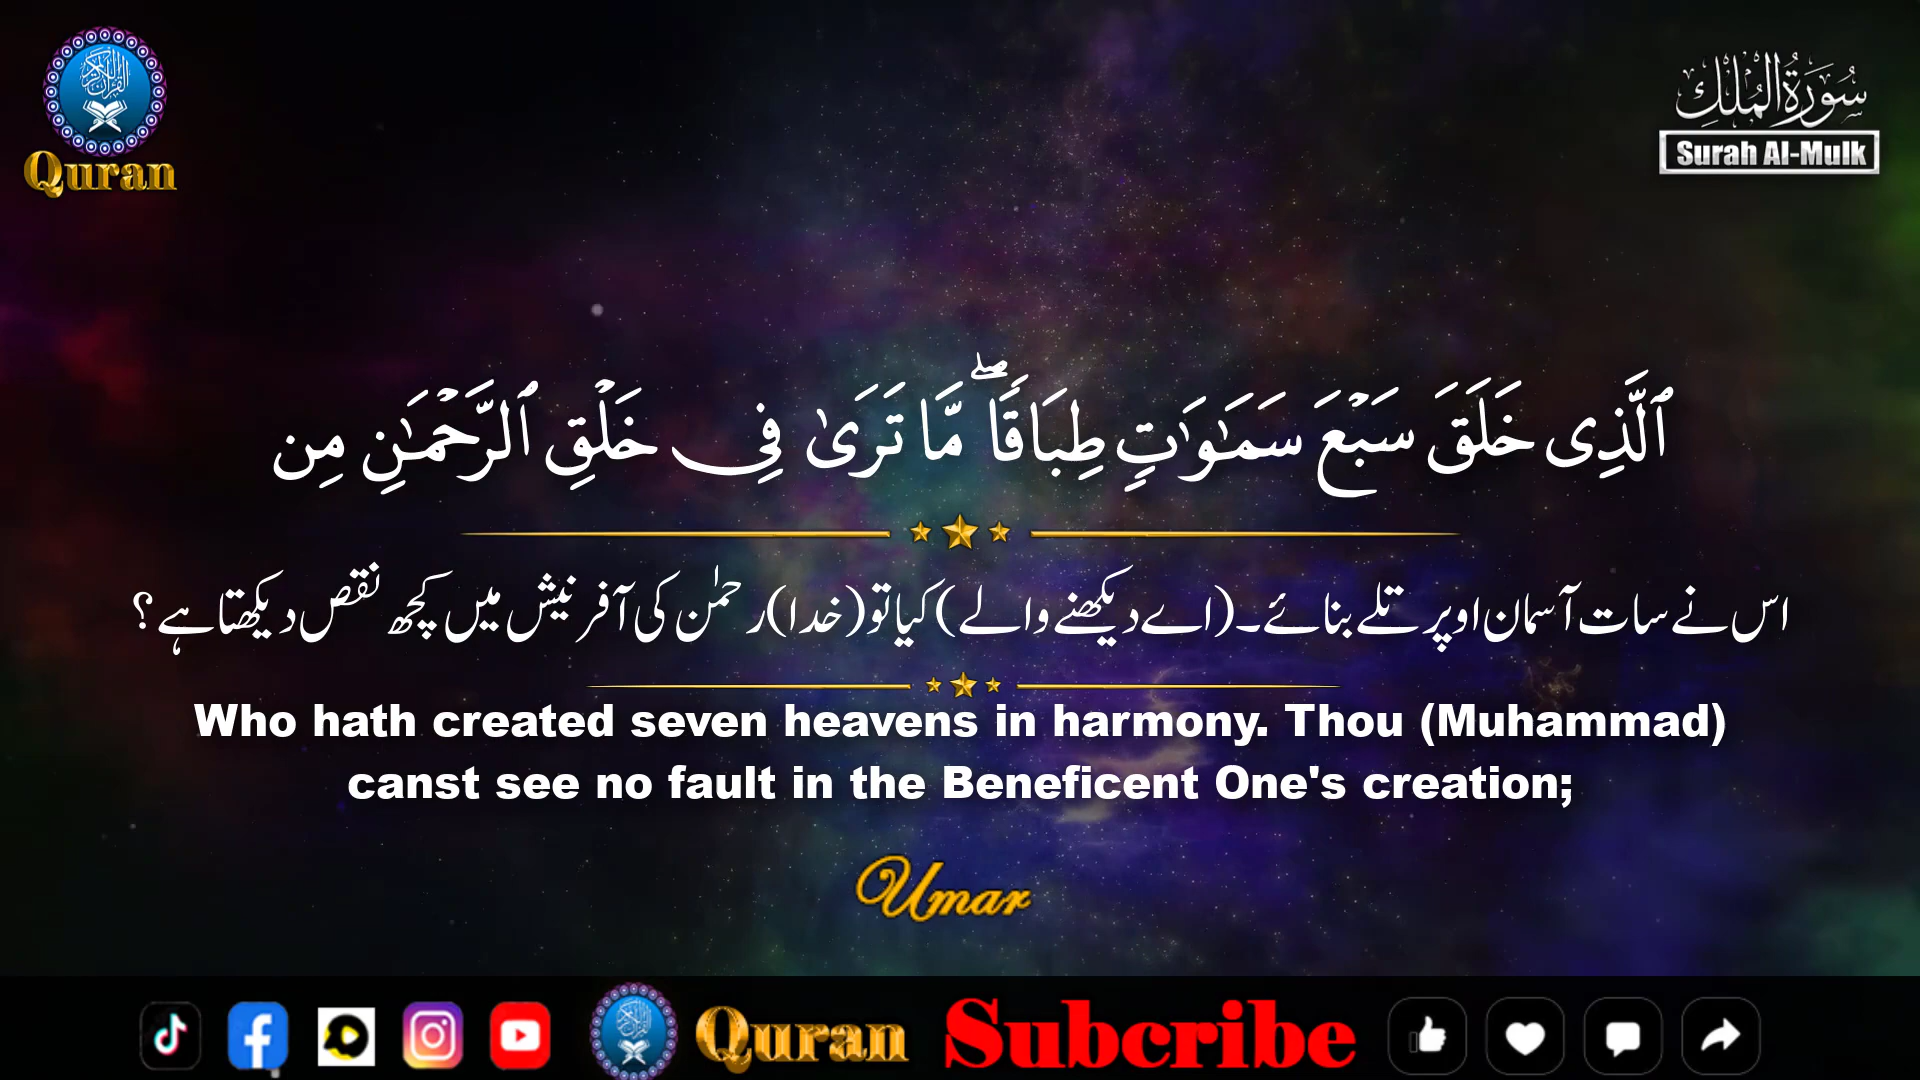 Quran
سُورَةُ الْمُلْكِ
Surah Al-Mulk
ٱلَّذِى خَلَقَ سَبْعَ سَمَـٰوَٰتٍ طِبَاقًا ۖ مَّا تَرَىٰ فِى خَلْقِ ٱلرَّحْمَـٰنِ مِن
اس نے سات آسمان اوپر تلے بنائے۔ (اے دیکھنے والے) کیا تو (خدا) رحمٰن کی آفرنیش میں کچھ نقص دیکھتا ہے؟
Who hath created seven heavens in harmony. Thou (Muhammad)
canst see no fault in the Beneficent One's creation;
Umar
Quran Subcribe